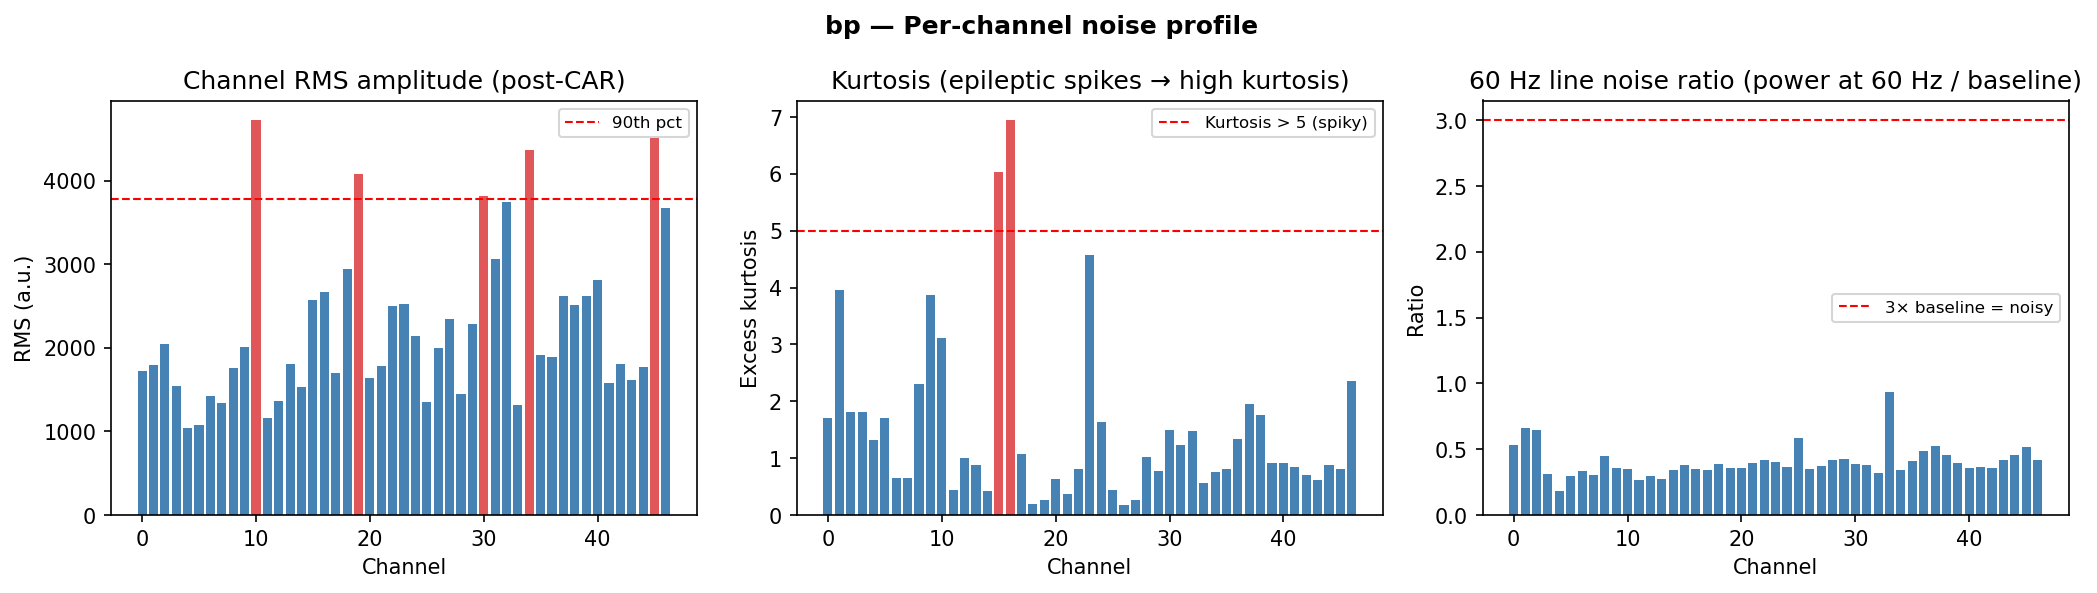 bp — Per-channel noise profile
Channel RMS amplitude (post-CAR)
90th pct
4000
3000
2000
1000
0
RMS (a.u.)
0 10 20 30 40
Channel
Kurtosis (epileptic spikes → high kurtosis)
Kurtosis > 5 (spiky)
7
6
5
4
3
2
1
0
Excess kurtosis
0 10 20 30 40
Channel
60 Hz line noise ratio (power at 60 Hz / baseline)
3× baseline = noisy
3.0
2.5
2.0
1.5
1.0
0.5
0.0
Ratio
0 10 20 30 40
Channel